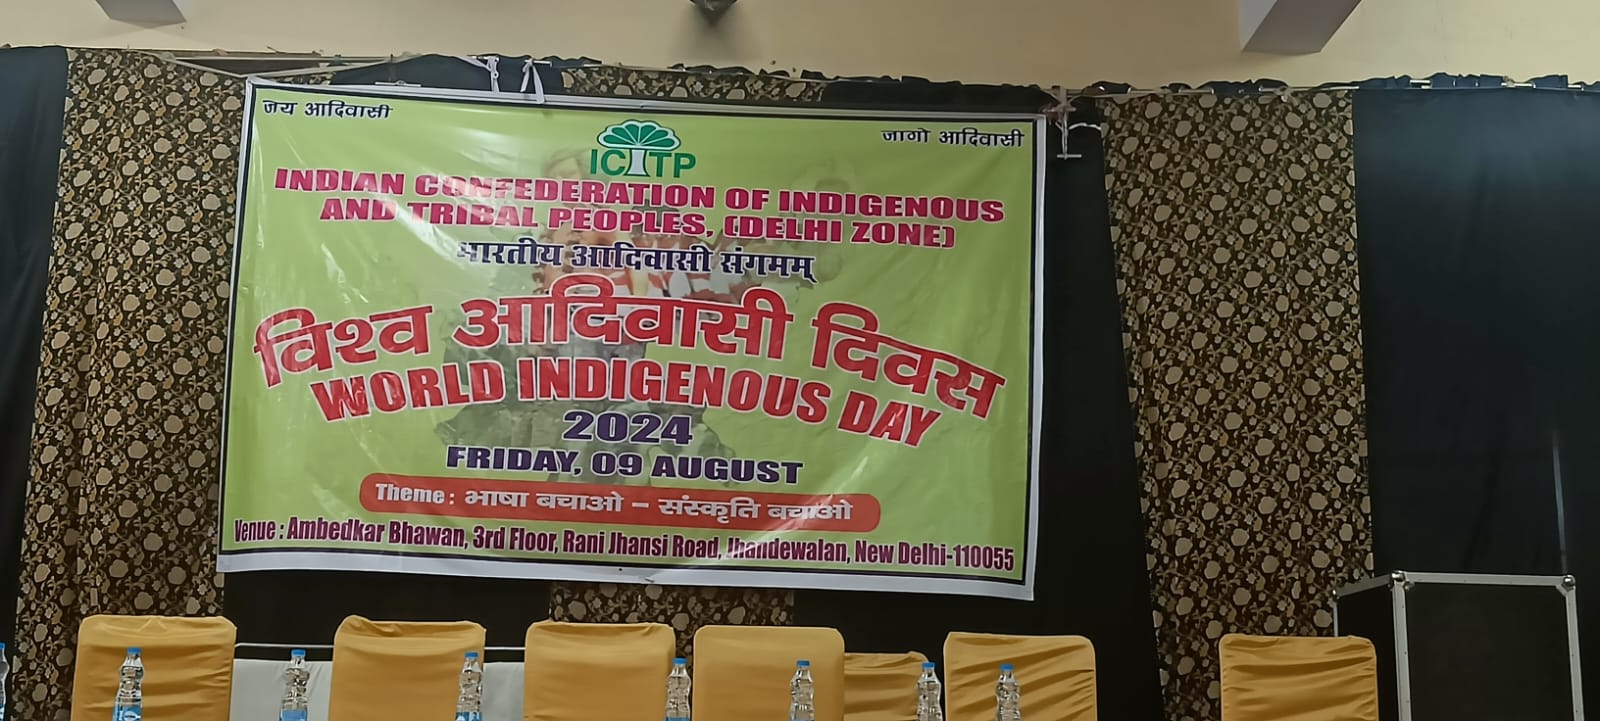 जय आदिवासी
जागो आदिवासी
ICITP
INDIAN CONFEDERATION OF INDIGENOUS
AND TRIBAL PEOPLES, (DELHI ZONE)
भारतीय आदिवासी संगमम्
विश्व आदिवासी दिवस
WORLD INDIGENOUS DAY
2024
FRIDAY, 09 AUGUST
Theme : भाषा बचाओ – संस्कृति बचाओ
Venue : Ambedkar Bhawan, 3rd Floor, Rani Jhansi Road, Jhandewalan, New Delhi-110055